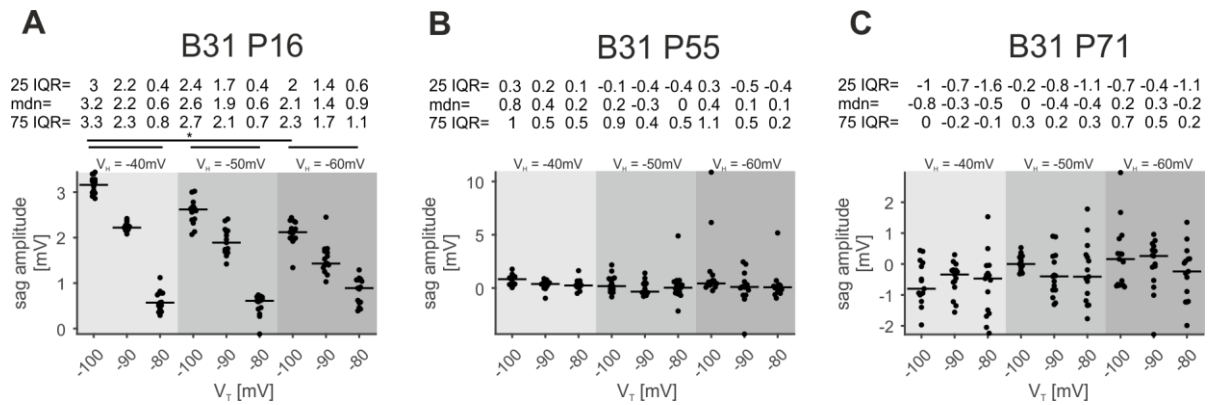 A
B31 P16
25 IQR= 3 2.2 0.4 2.4 1.7 0.4 2 1.4 0.6
mdn= 3.2 2.2 0.6 2.6 1.9 0.6 2.1 1.4 0.9
75 IQR= 3.3 2.3 0.8 2.7 2.1 0.7 2.3 1.7 1.1
*
V_H = -40mV V_H = -50mV V_H = -60mV
sag amplitude
[mV]
3
2
1
0
-100 -90 -80 -100 -90 -80 -100 -90 -80
V_T [mV]
B
B31 P55
25 IQR= 0.3 0.2 0.1 -0.1 -0.4 -0.4 0.3 -0.5 -0.4
mdn= 0.8 0.4 0.2 0.2 -0.3 0 0.4 0.1 0.1
75 IQR= 1 0.5 0.5 0.9 0.4 0.5 1.1 0.5 0.2
V_H = -40mV V_H = -50mV V_H = -60mV
sag amplitude
[mV]
10
5
0
-100 -90 -80 -100 -90 -80 -100 -90 -80
V_T [mV]
C
B31 P71
25 IQR= -1 -0.7 -1.6 -0.2 -0.8 -1.1 -0.7 -0.4 -1.1
mdn= -0.8 -0.3 -0.5 0 -0.4 -0.4 0.2 0.3 -0.2
75 IQR= 0 -0.2 -0.1 0.3 0.2 0.3 0.7 0.5 0.2
V_H = -40mV V_H = -50mV V_H = -60mV
sag amplitude
[mV]
2
1
0
-1
-2
-100 -90 -80 -100 -90 -80 -100 -90 -80
V_T [mV]